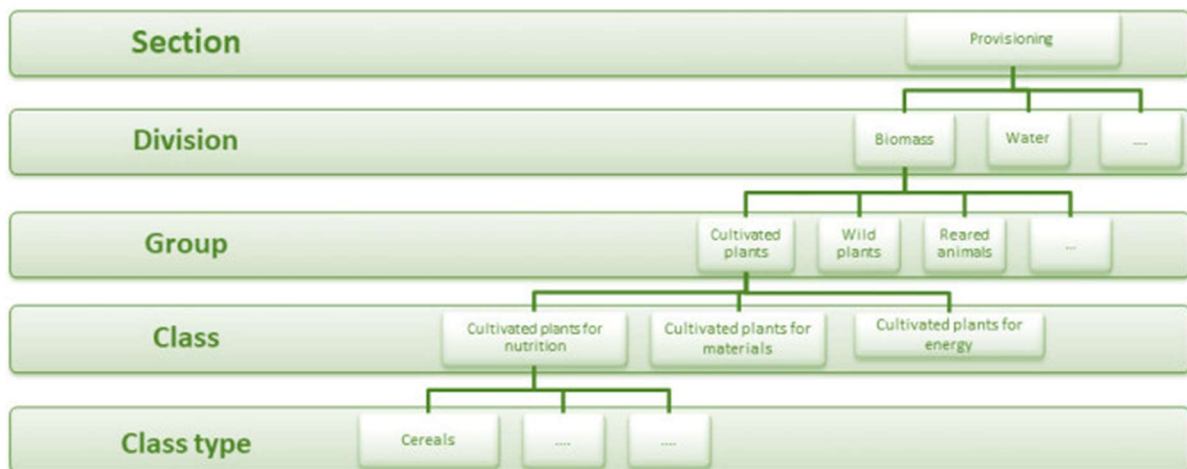 Section
Provisioning
Division
Biomass
Water
....
Group
Cultivated
plants
Wild
plants
Reared
animals
...
Class
Cultivated plants for
nutrition
Cultivated plants for
materials
Cultivated plants for
energy
Class type
Cereals
....
....